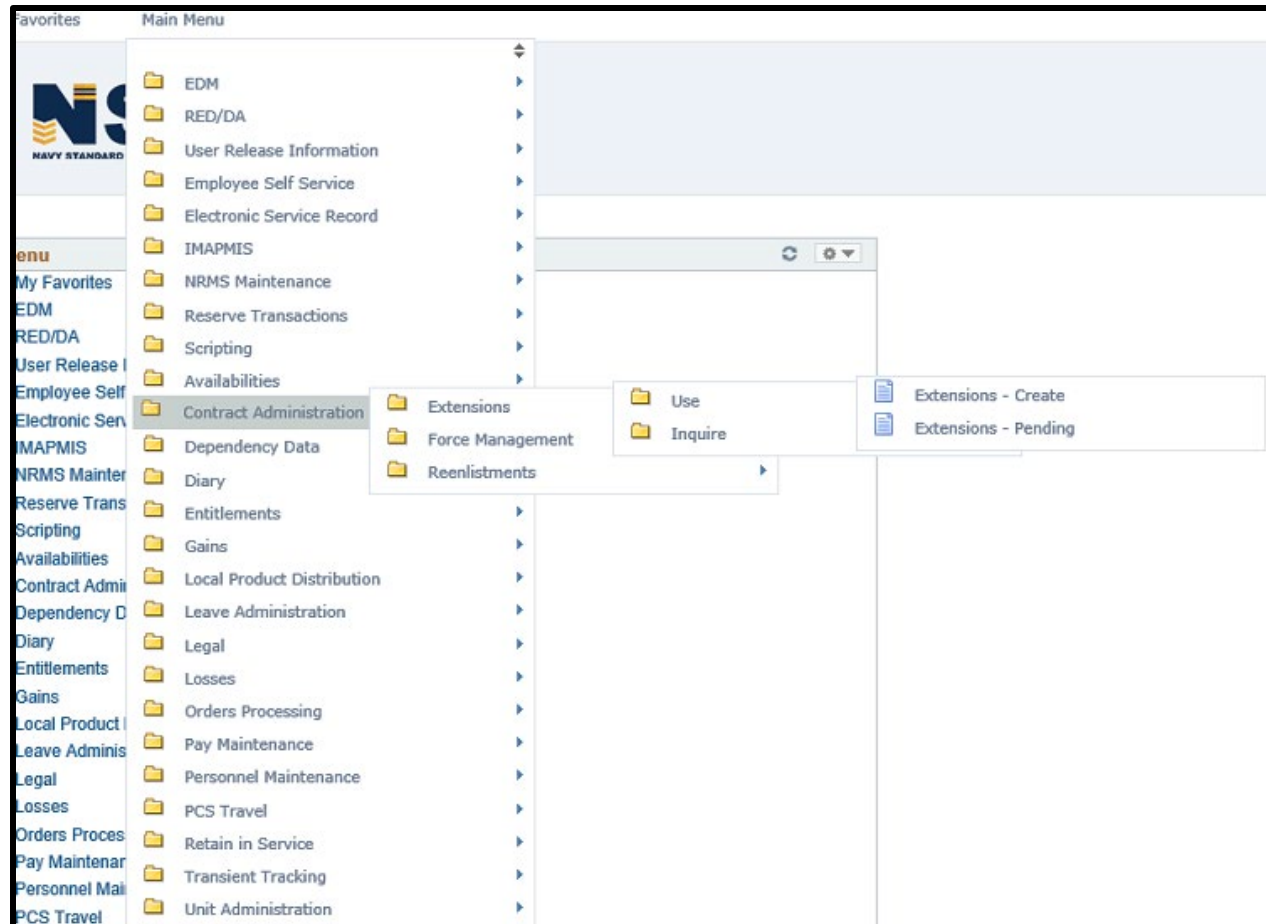 Favorites Main Menu
EDM
RED/DA
User Release Information
Employee Self Service
Electronic Service Record
IMAPMIS
NRMS Maintenance
Reserve Transactions
Scripting
Availabilities
Contract Administration
Dependency Data
Diary
Entitlements
Gains
Local Product Distribution
Leave Administration
Legal
Losses
Orders Processing
Pay Maintenance
Personnel Maintenance
PCS Travel
Retain in Service
Transient Tracking
Unit Administration
Extensions
Force Management
Reenlistments
Use
Inquire
Extensions - Create
Extensions - Pending
NS
NAVY STANDARD
enu
My Favorites
EDM
RED/DA
User Release
Employee Self
Electronic Serv
IMAPMIS
NRMS Mainten
Reserve Trans
Scripting
Availabilities
Contract Admi
Dependency D
Diary
Entitlements
Gains
Local Product
Leave Adminis
Legal
Losses
Orders Proces
Pay Maintenan
Personnel Mai
PCS Travel